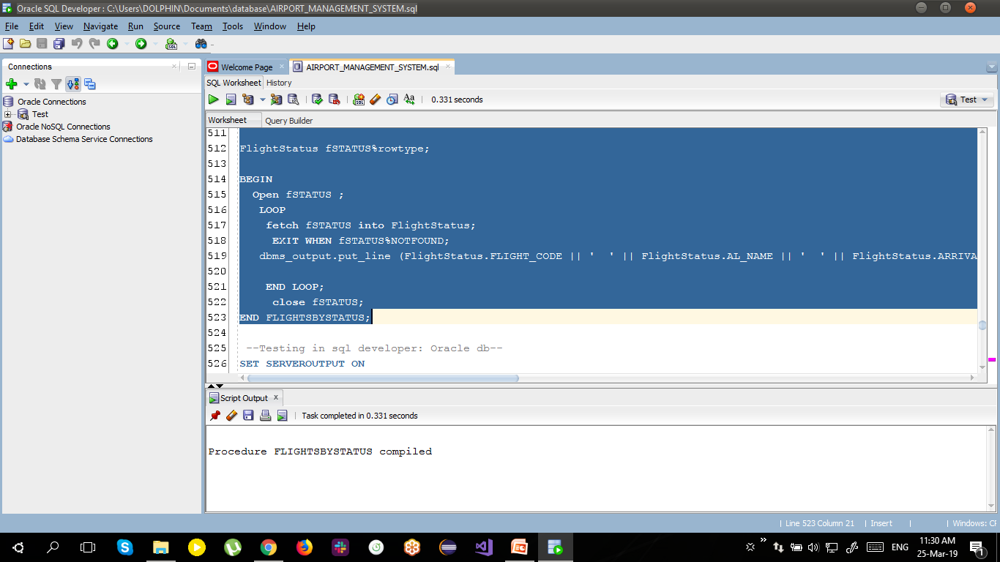 Oracle SQL Developer : C:\Users\DOLPHIN\Documents\database\AIRPORT_MANAGEMENT_SYSTEM.sql
File Edit View Navigate Run Source Team Tools Window Help
Connections
Oracle Connections
Test
Oracle NoSQL Connections
Database Schema Service Connections
Welcome Page
AIRPORT_MANAGEMENT_SYSTEM.sql
SQL Worksheet History
0.331 seconds
Test
Worksheet Query Builder
511
512 FlightStatus fSTATUS%rowtype;
513
514 BEGIN
515 Open fSTATUS ;
516 LOOP
517 fetch fSTATUS into FlightStatus;
518 EXIT WHEN fSTATUS%NOTFOUND;
519 dbms_output.put_line (FlightStatus.FLIGHT_CODE || '  ' || FlightStatus.AL_NAME || '  ' || FlightStatus.ARRIVA
520
521 END LOOP;
522 close fSTATUS;
523 END FLIGHTSBYSTATUS;
524
525 --Testing in sql developer: Oracle db--
526 SET SERVEROUTPUT ON
Script Output
Task completed in 0.331 seconds
Procedure FLIGHTSBYSTATUS compiled
Line 523 Column 21 Insert Windows: CF
ENG
11:30 AM
25-Mar-19
1